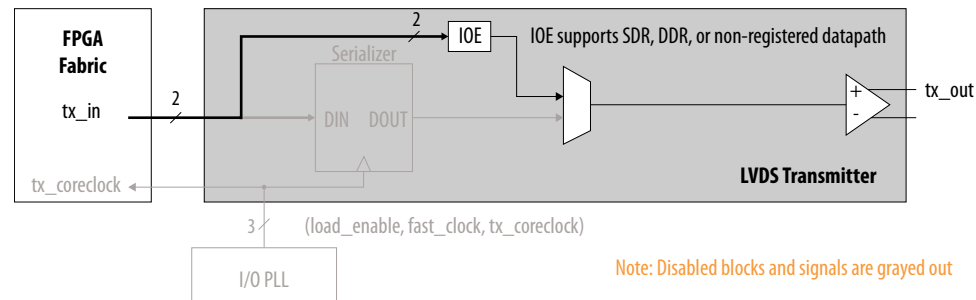 FPGA
Fabric
tx_in
2
tx_coreclock
2
IOE
IOE supports SDR, DDR, or non-registered datapath
Serializer
DIN
DOUT
+
-
tx_out
LVDS Transmitter
3
(load_enable, fast_clock, tx_coreclock)
I/O PLL
Note: Disabled blocks and signals are grayed out